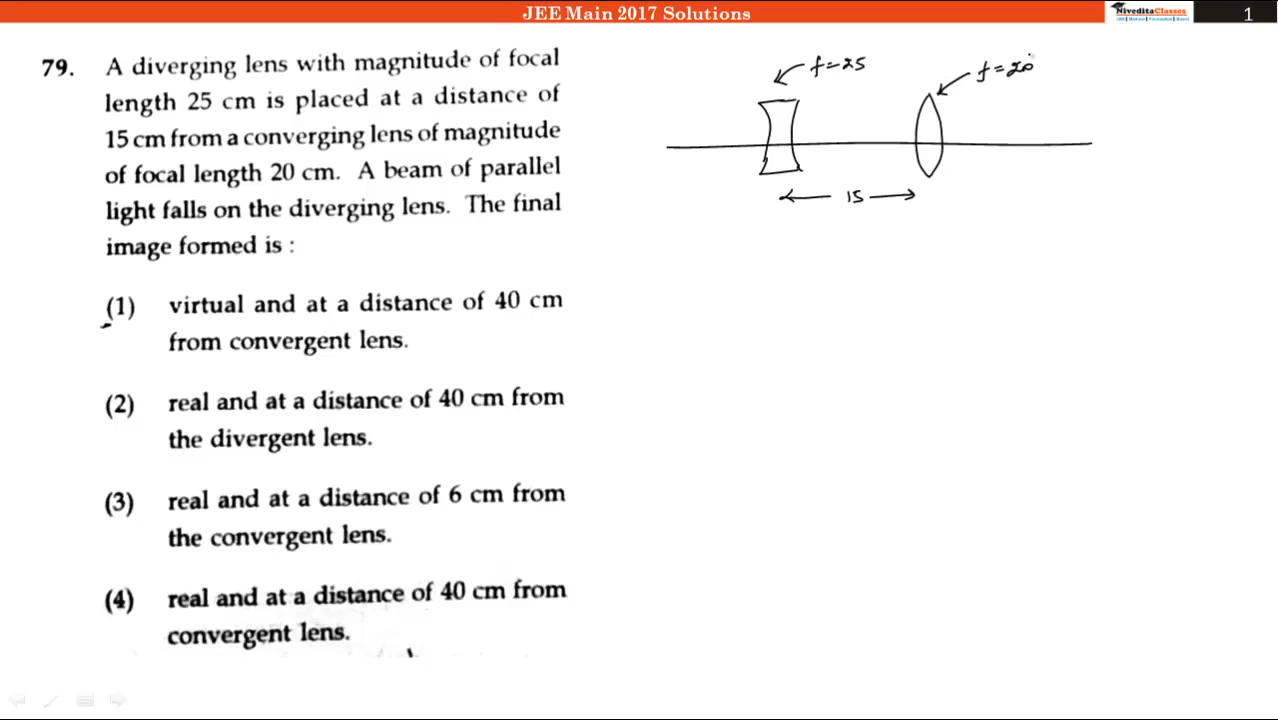 JEE Main 2017 Solutions
NiveditaClasses
1
79. A diverging lens with magnitude of focal
length 25 cm is placed at a distance of
15 cm from a converging lens of magnitude
of focal length 20 cm. A beam of parallel
light falls on the diverging lens. The final
image formed is :
(1) virtual and at a distance of 40 cm
from convergent lens.
(2) real and at a distance of 40 cm from
the divergent lens.
(3) real and at a distance of 6 cm from
the convergent lens.
(4) real and at a distance of 40 cm from
convergent lens.
f=25
f=20
15